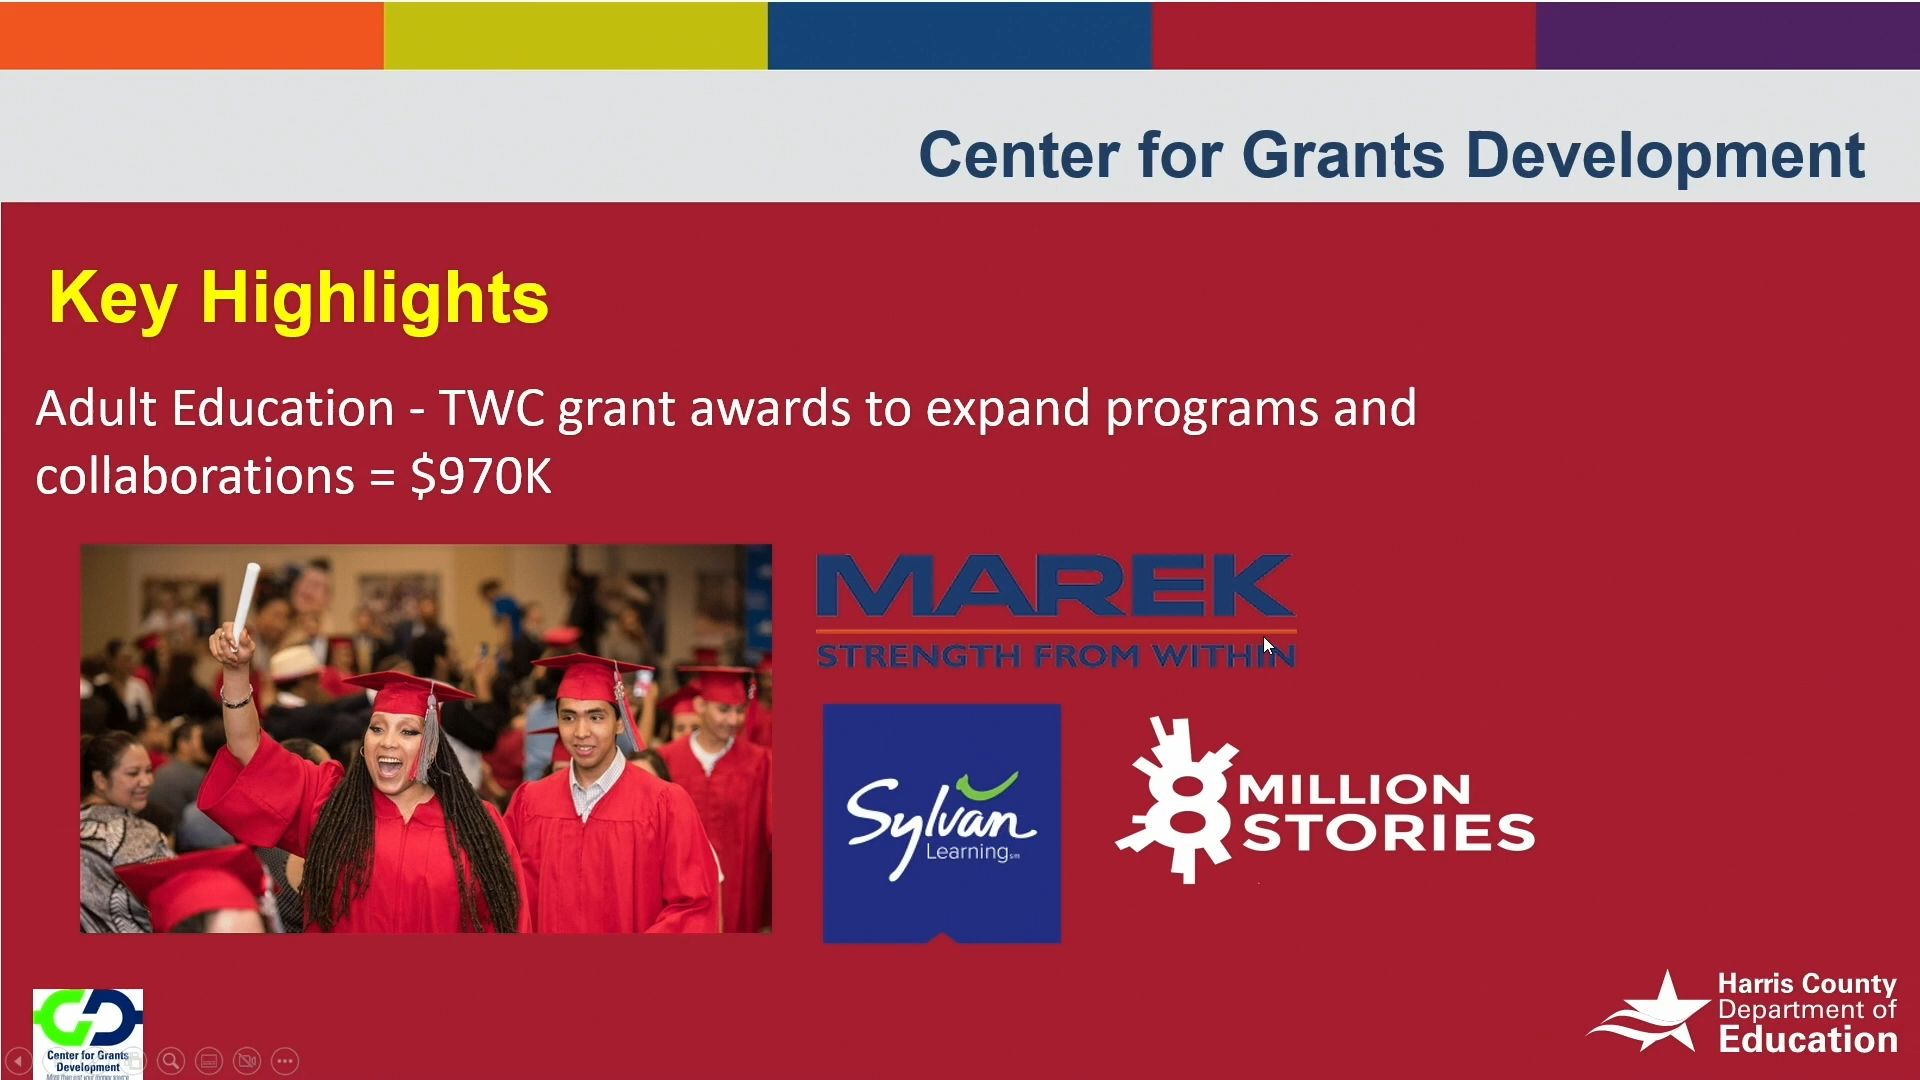 Center for Grants Development
Key Highlights
Adult Education - TWC grant awards to expand programs and
collaborations = $970K
MAREK
STRENGTH FROM WITHIN
Sylvan
Learning
8 MILLION
STORIES
Harris County
Department of
Education
Center for Grants
Development